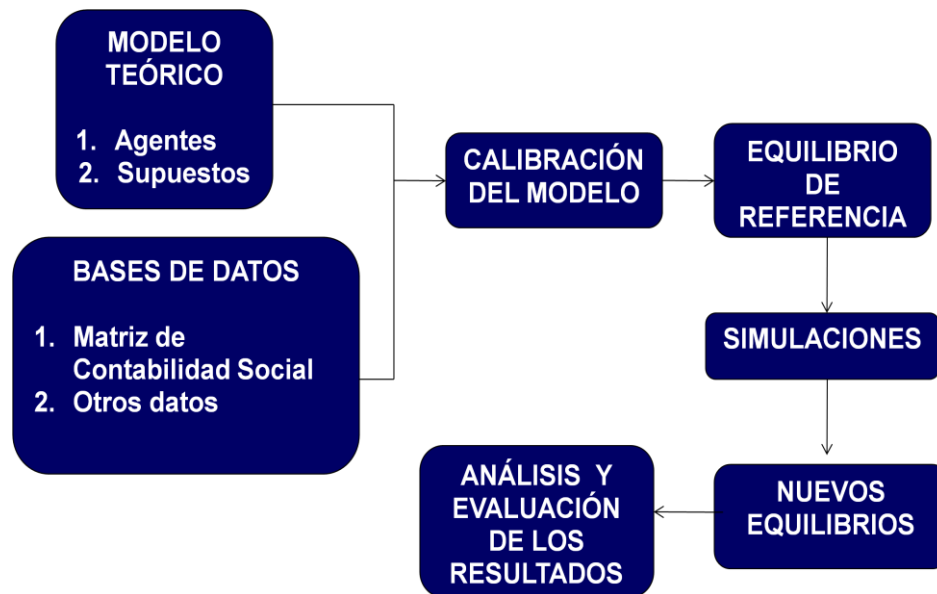 MODELO
TEÓRICO
1. Agentes
2. Supuestos
BASES DE DATOS
1. Matriz de
Contabilidad Social
2. Otros datos
CALIBRACIÓN
DEL MODELO
EQUILIBRIO
DE
REFERENCIA
SIMULACIONES
NUEVOS
EQUILIBRIOS
ANÁLISIS Y
EVALUACIÓN
DE LOS
RESULTADOS